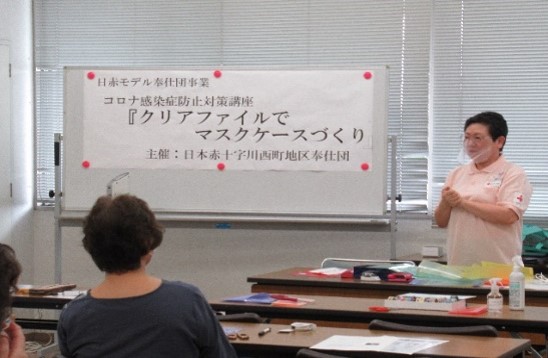 日赤モデル奉仕団事業
コロナ感染症防止対策講座
『クリアファイルで
マスクケースづくり
主催：日本赤十字川西町地区奉仕団